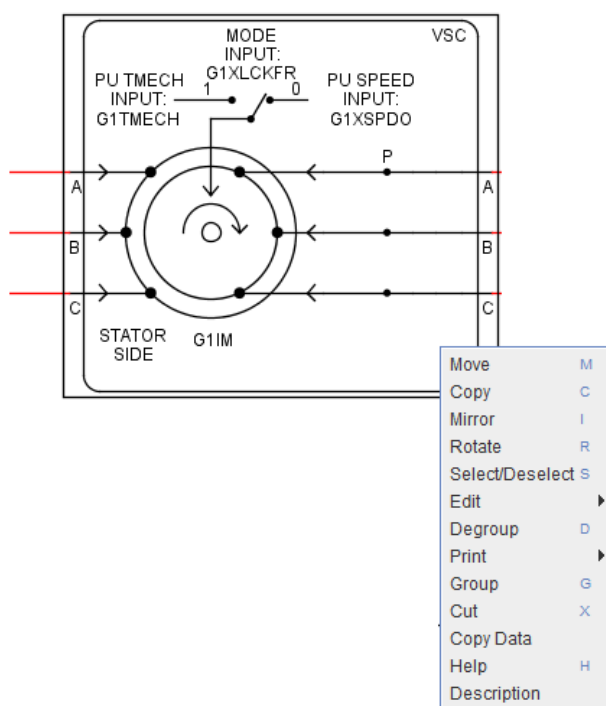 MODE
INPUT:
G1XLCKFR
VSC
PU TMECH
INPUT:
G1TMECH
1
0
PU SPEED
INPUT:
G1XSPDO
P
A
A
B
B
C
C
STATOR
SIDE
G1IM
Move M
Copy C
Mirror I
Rotate R
Select/Deselect S
Edit
Degroup D
Print
Group G
Cut X
Copy Data
Help H
Description